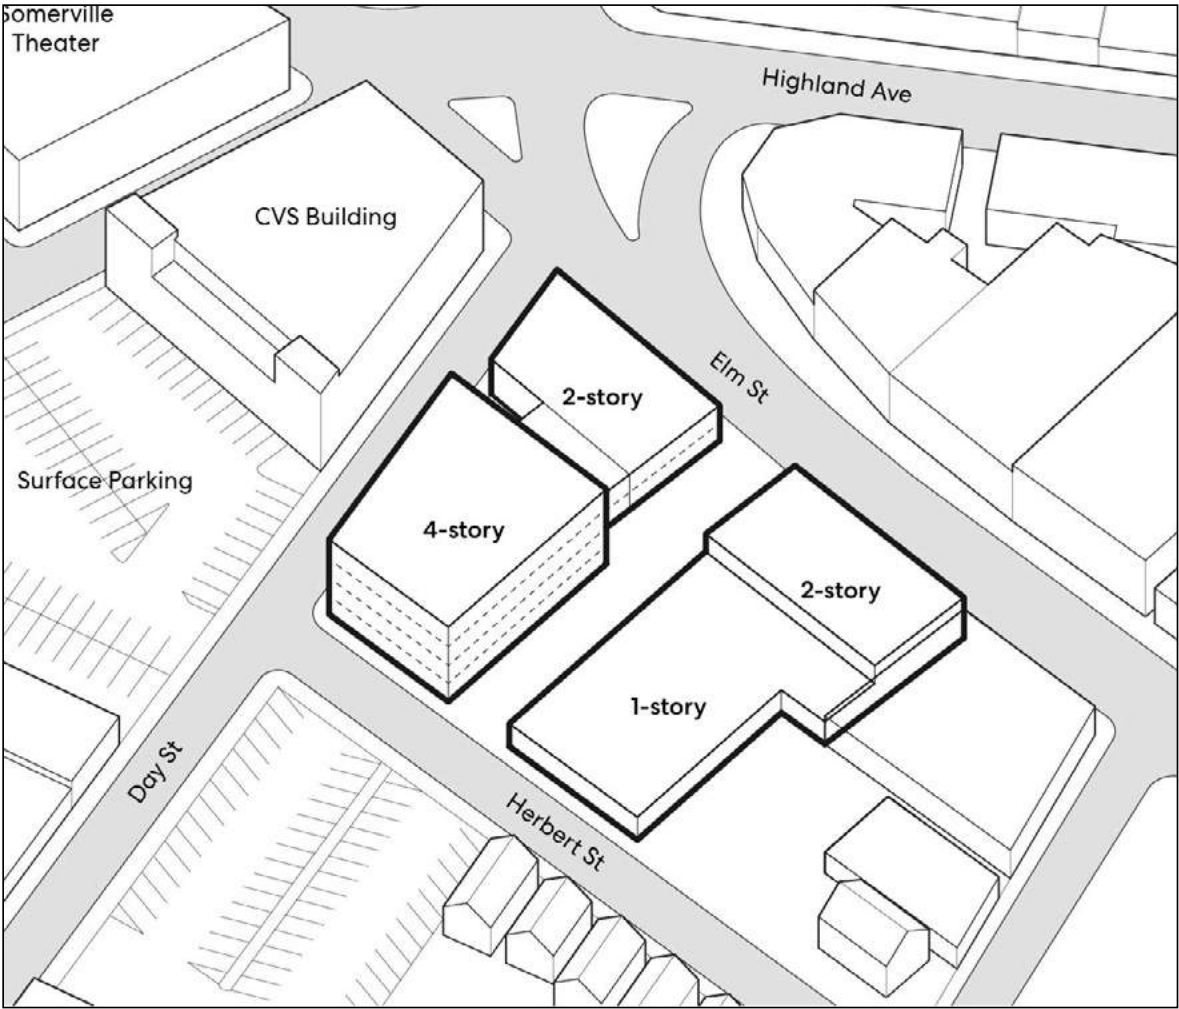 Somerville
Theater
Highland Ave
CVS Building
Elm St
2-story
Surface Parking
4-story
2-story
1-story
Day St
Herbert St